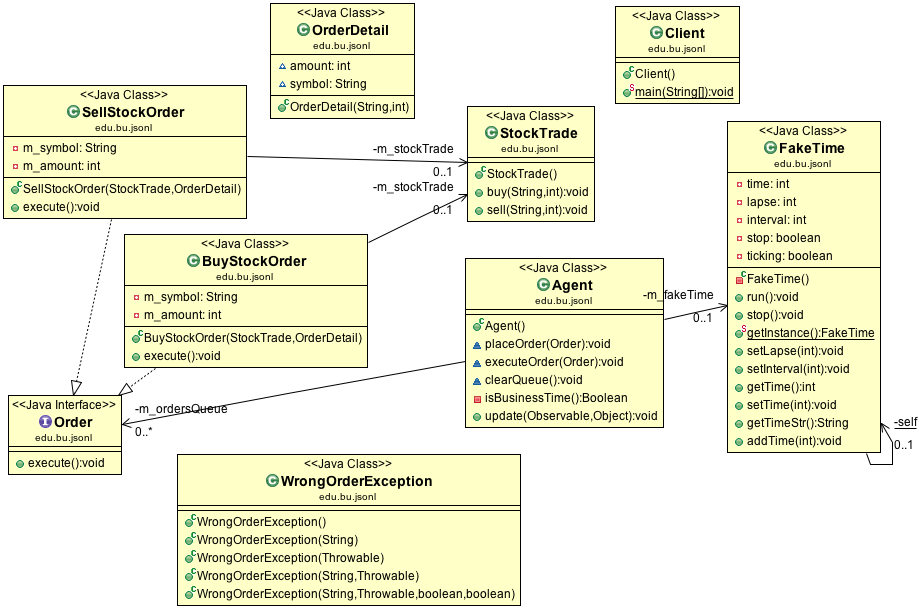 <<Java Class>>
OrderDetail
edu.bu.jsonl
amount: int
symbol: String
OrderDetail(String,int)
<<Java Class>>
Client
edu.bu.jsonl
Client()
main(String[]):void
<<Java Class>>
SellStockOrder
edu.bu.jsonl
m_symbol: String
m_amount: int
SellStockOrder(StockTrade,OrderDetail)
execute():void
-m_stockTrade
0..1
<<Java Class>>
StockTrade
edu.bu.jsonl
StockTrade()
buy(String,int):void
sell(String,int):void
-m_stockTrade
0..1
<<Java Class>>
FakeTime
edu.bu.jsonl
time: int
lapse: int
interval: int
stop: boolean
ticking: boolean
FakeTime()
run():void
stop():void
getInstance():FakeTime
setLapse(int):void
setInterval(int):void
getTime():int
setTime(int):void
getTimeStr():String
addTime(int):void
-self
0..1
<<Java Class>>
BuyStockOrder
edu.bu.jsonl
m_symbol: String
m_amount: int
BuyStockOrder(StockTrade,OrderDetail)
execute():void
<<Java Class>>
Agent
edu.bu.jsonl
Agent()
placeOrder(Order):void
executeOrder(Order):void
clearQueue():void
isBusinessTime():Boolean
update(Observable,Object):void
-m_fakeTime
0..1
-m_ordersQueue
0..*
<<Java Interface>>
Order
edu.bu.jsonl
execute():void
<<Java Class>>
WrongOrderException
edu.bu.jsonl
WrongOrderException()
WrongOrderException(String)
WrongOrderException(Throwable)
WrongOrderException(String,Throwable)
WrongOrderException(String,Throwable,boolean,boolean)